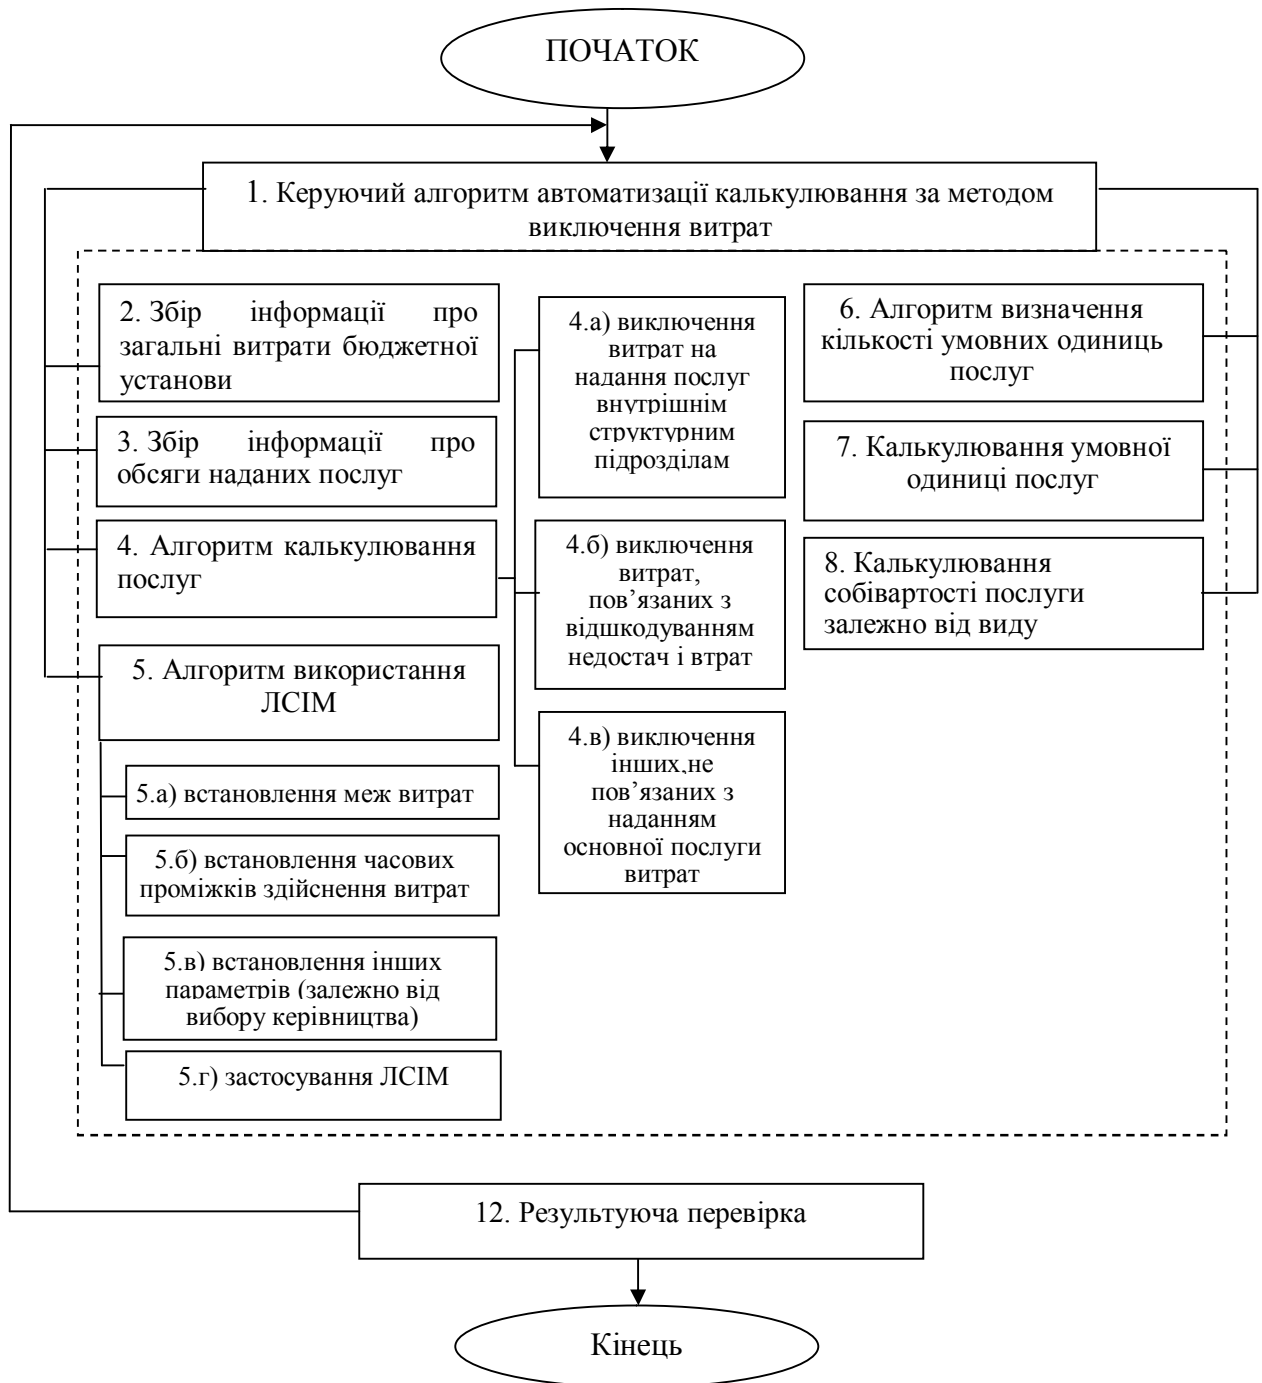 ПОЧАТОК
1. Керуючий алгоритм автоматизації калькулювання за методом
виключення витрат
2. Збір інформації про
загальні витрати бюджетної
установи
3. Збір інформації про
обсяги наданих послуг
4. Алгоритм калькулювання
послуг
5. Алгоритм використання
ЛСІМ
5.а) встановлення меж витрат
5.б) встановлення часових
проміжків здійснення витрат
5.в) встановлення інших
параметрів (залежно від
вибору керівництва)
5.г) застосування ЛСІМ
4.а) виключення
витрат на
надання послуг
внутрішнім
структурним
підрозділам
4.б) виключення
витрат,
пов’язаних з
відшкодуванням
недостач і втрат
4.в) виключення
інших,не
пов’язаних з
наданням
основної послуги
витрат
6. Алгоритм визначення
кількості умовних одиниць
послуг
7. Калькулювання умовної
одиниці послуг
8. Калькулювання
собівартості послуги
залежно від виду
12. Результуюча перевірка
Кінець